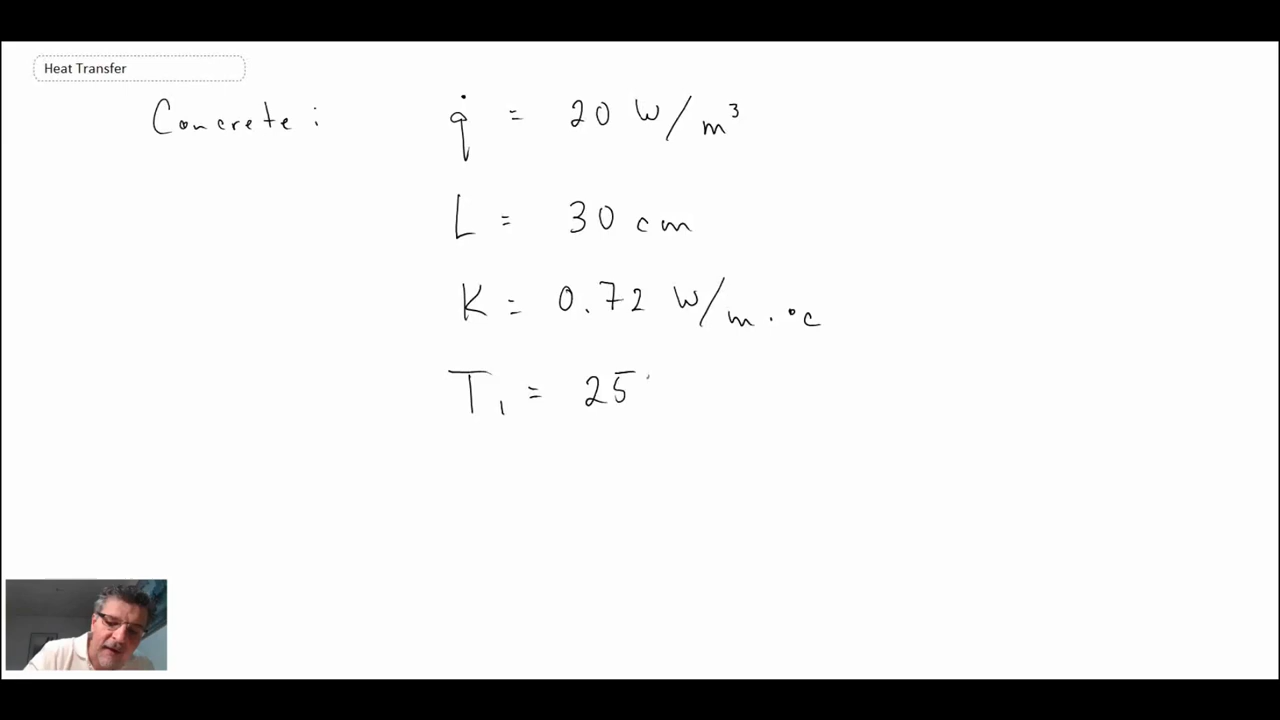 Heat Transfer
Concrete : q̇ = 20 W/m³
L = 30 cm
K = 0.72 W/m.°c
T₁ = 25